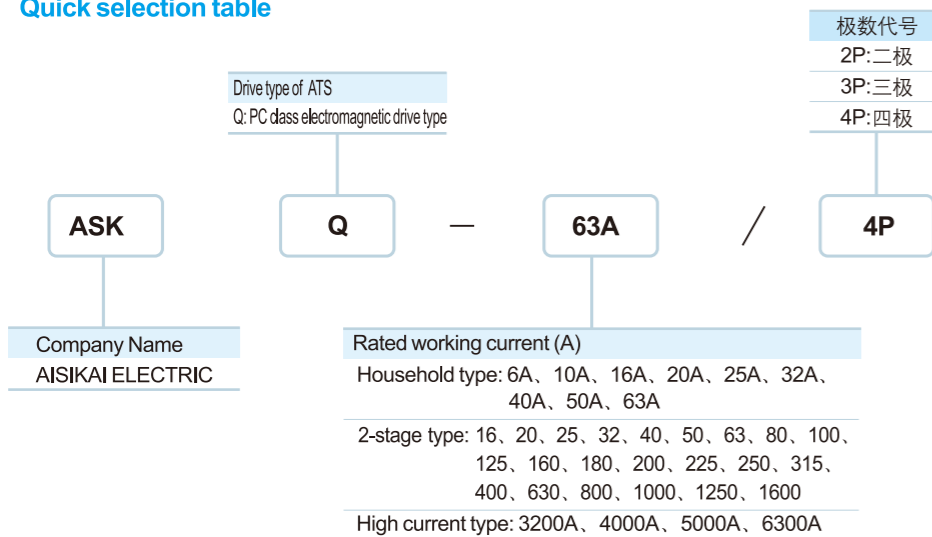 Quick selection table
极数代号
2P:二极
3P:三极
4P:四极
Drive type of ATS
Q: PC class electromagnetic drive type
ASK
Q
—
63A
/
4P
Company Name
AISIKAI ELECTRIC
Rated working current (A)
Household type: 6A、10A、16A、20A、25A、32A、
40A、50A、63A
2-stage type: 16、20、25、32、40、50、63、80、100、
125、160、180、200、225、250、315、
400、630、800、1000、1250、1600
High current type: 3200A、4000A、5000A、6300A